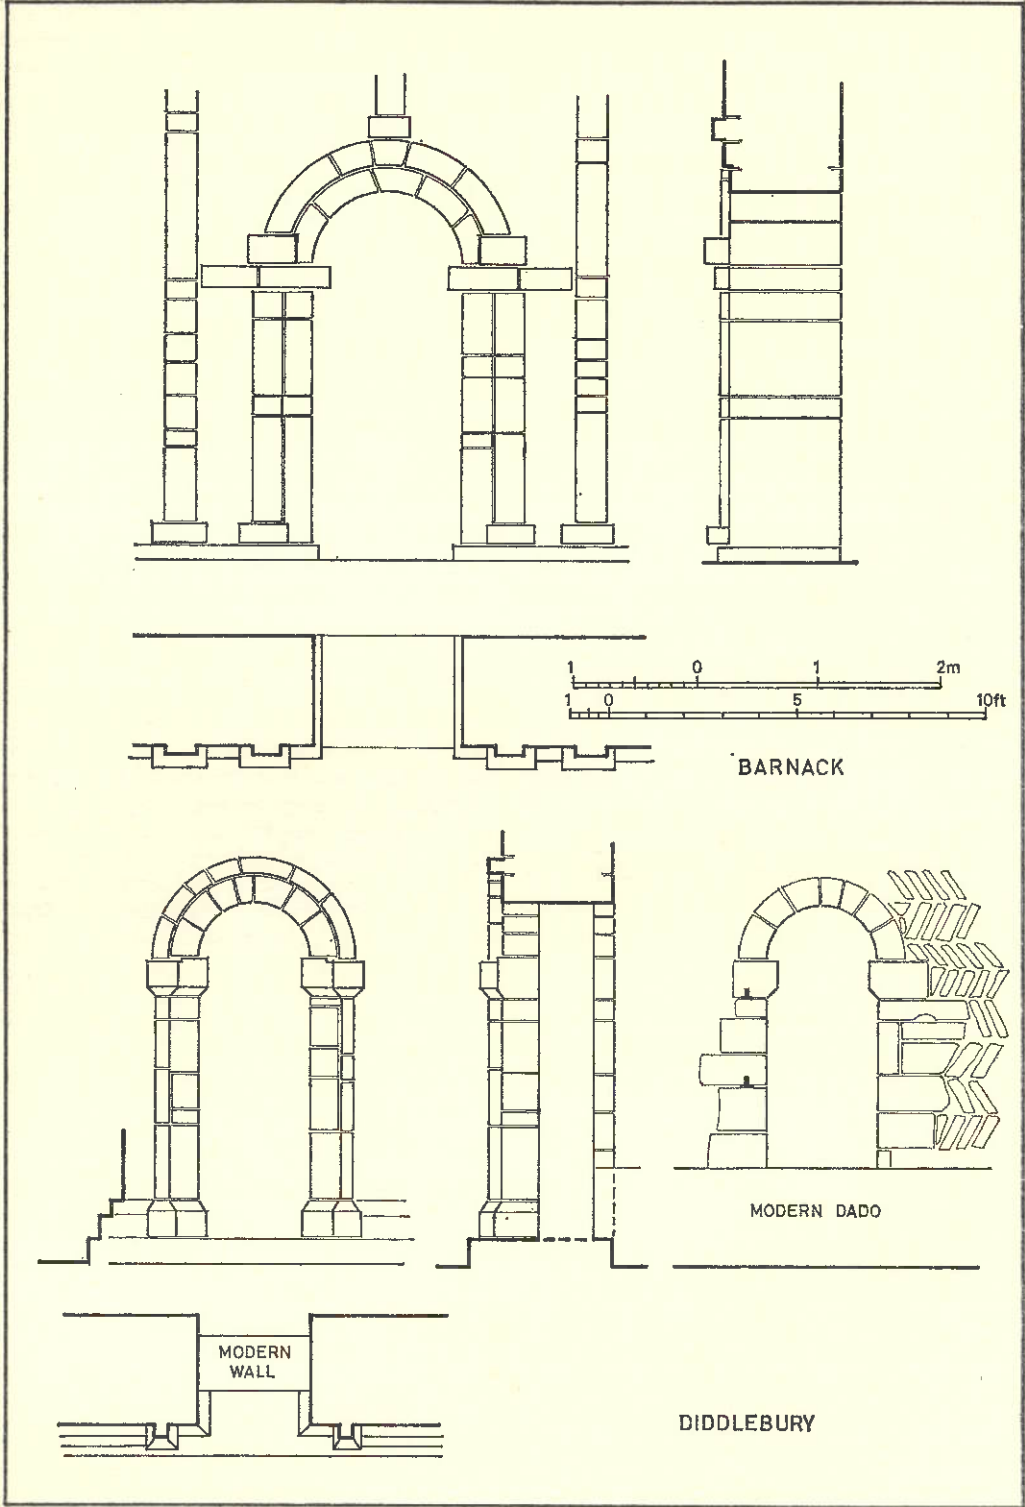 1 0 1 2m
1 0 5 10ft
BARNACK
MODERN DADO
MODERN
WALL
DIDDLEBURY